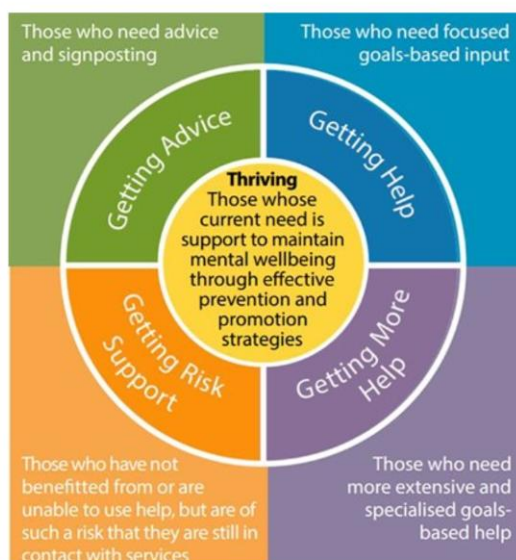 Those who need advice
and signposting
Those who need focused
goals-based input
Getting Advice
Getting Help
Thriving
Those whose
current need is
support to maintain
mental wellbeing
through effective
prevention and
promotion
strategies
Getting Risk
Support
Getting More
Help
Those who have not
benefitted from or are
unable to use help, but are of
such a risk that they are still in
contact with services
Those who need
more extensive and
specialised goals-
based help